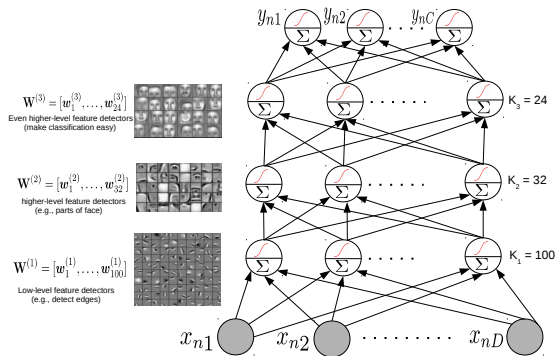 y_{n1} y_{n2} . . . . . y_{nC}
Σ Σ Σ
W^{(3)} = [w_1^{(3)}, . . . , w_{24}^{(3)}]
Even higher-level feature detectors
(make classification easy)
Σ Σ . . . . . . Σ K_3 = 24
W^{(2)} = [w_1^{(2)}, . . . , w_{32}^{(2)}]
higher-level feature detectors
(e.g., parts of face)
Σ Σ . . . . . . Σ K_2 = 32
W^{(1)} = [w_1^{(1)}, . . . , w_{100}^{(1)}]
Low-level feature detectors
(e.g., detect edges)
Σ Σ . . . . . . Σ K_1 = 100
x_{n1} x_{n2} . . . . . . . . x_{nD}